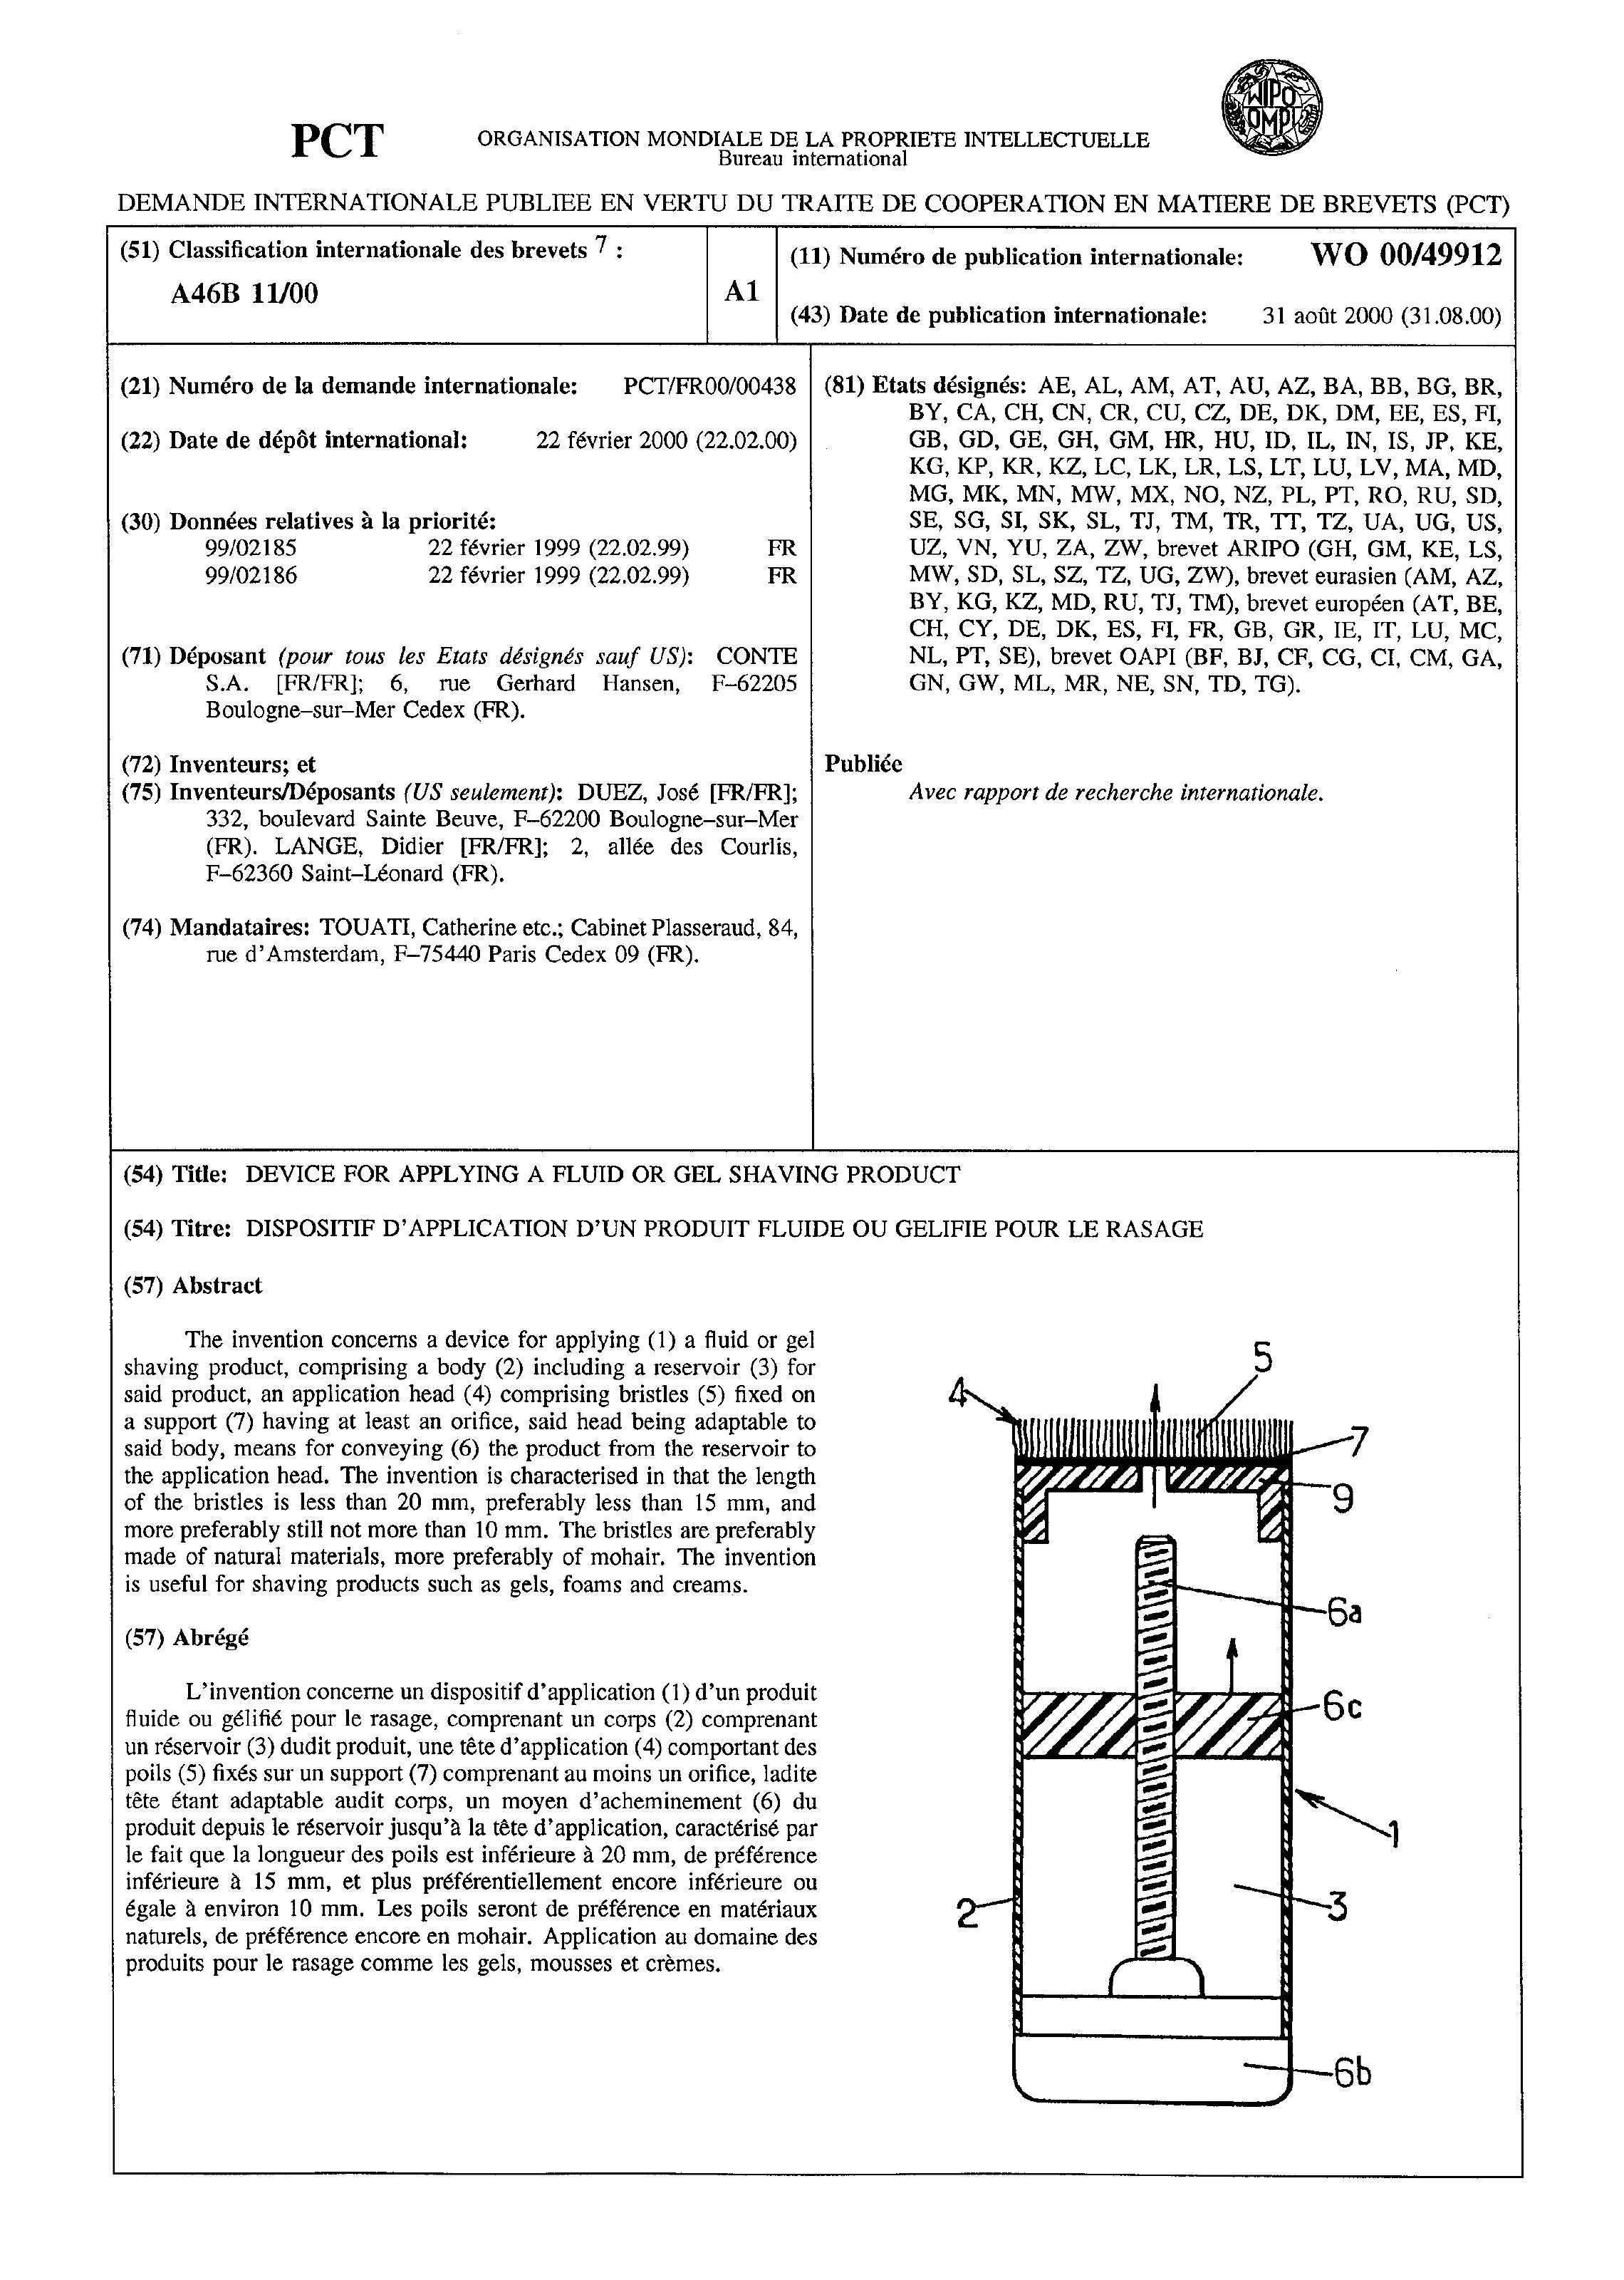 PCT
ORGANISATION MONDIALE DE LA PROPRIETE INTELLECTUELLE
Bureau international
WIPO
OMPI
DEMANDE INTERNATIONALE PUBLIEE EN VERTU DU TRAITE DE COOPERATION EN MATIERE DE BREVETS (PCT)
(51) Classification internationale des brevets 7 :
A46B 11/00
A1
(11) Numéro de publication internationale: WO 00/49912
(43) Date de publication internationale: 31 août 2000 (31.08.00)
(21) Numéro de la demande internationale: PCT/FR00/00438
(22) Date de dépôt international: 22 février 2000 (22.02.00)
(30) Données relatives à la priorité:
99/02185 22 février 1999 (22.02.99) FR
99/02186 22 février 1999 (22.02.99) FR
(71) Déposant (pour tous les Etats désignés sauf US): CONTE
S.A. [FR/FR]; 6, rue Gerhard Hansen, F–62205
Boulogne–sur–Mer Cedex (FR).
(72) Inventeurs; et
(75) Inventeurs/Déposants (US seulement): DUEZ, José [FR/FR];
332, boulevard Sainte Beuve, F–62200 Boulogne–sur–Mer
(FR). LANGE, Didier [FR/FR]; 2, allée des Courlis,
F–62360 Saint–Léonard (FR).
(74) Mandataires: TOUATI, Catherine etc.; Cabinet Plasseraud, 84,
rue d'Amsterdam, F–75440 Paris Cedex 09 (FR).
(81) Etats désignés: AE, AL, AM, AT, AU, AZ, BA, BB, BG, BR,
BY, CA, CH, CN, CR, CU, CZ, DE, DK, DM, EE, ES, FI,
GB, GD, GE, GH, GM, HR, HU, ID, IL, IN, IS, JP, KE,
KG, KP, KR, KZ, LC, LK, LR, LS, LT, LU, LV, MA, MD,
MG, MK, MN, MW, MX, NO, NZ, PL, PT, RO, RU, SD,
SE, SG, SI, SK, SL, TJ, TM, TR, TT, TZ, UA, UG, US,
UZ, VN, YU, ZA, ZW, brevet ARIPO (GH, GM, KE, LS,
MW, SD, SL, SZ, TZ, UG, ZW), brevet eurasien (AM, AZ,
BY, KG, KZ, MD, RU, TJ, TM), brevet européen (AT, BE,
CH, CY, DE, DK, ES, FI, FR, GB, GR, IE, IT, LU, MC,
NL, PT, SE), brevet OAPI (BF, BJ, CF, CG, CI, CM, GA,
GN, GW, ML, MR, NE, SN, TD, TG).
Publiée
Avec rapport de recherche internationale.
(54) Title: DEVICE FOR APPLYING A FLUID OR GEL SHAVING PRODUCT
(54) Titre: DISPOSITIF D'APPLICATION D'UN PRODUIT FLUIDE OU GELIFIE POUR LE RASAGE
(57) Abstract
The invention concerns a device for applying (1) a fluid or gel
shaving product, comprising a body (2) including a reservoir (3) for
said product, an application head (4) comprising bristles (5) fixed on
a support (7) having at least an orifice, said head being adaptable to
said body, means for conveying (6) the product from the reservoir to
the application head. The invention is characterised in that the length
of the bristles is less than 20 mm, preferably less than 15 mm, and
more preferably still not more than 10 mm. The bristles are preferably
made of natural materials, more preferably of mohair. The invention
is useful for shaving products such as gels, foams and creams.
(57) Abrégé
L'invention concerne un dispositif d'application (1) d'un produit
fluide ou gélifié pour le rasage, comprenant un corps (2) comprenant
un réservoir (3) dudit produit, une tête d'application (4) comportant des
poils (5) fixés sur un support (7) comprenant au moins un orifice, ladite
tête étant adaptable audit corps, un moyen d'acheminement (6) du
produit depuis le réservoir jusqu'à la tête d'application, caractérisé par
le fait que la longueur des poils est inférieure à 20 mm, de préférence
inférieure à 15 mm, et plus préférentiellement encore inférieure ou
égale à environ 10 mm. Les poils seront de préférence en matériaux
naturels, de préférence encore en mohair. Application au domaine des
produits pour le rasage comme les gels, mousses et crèmes.
5
4
7
9
6a
6c
1
2
3
6b